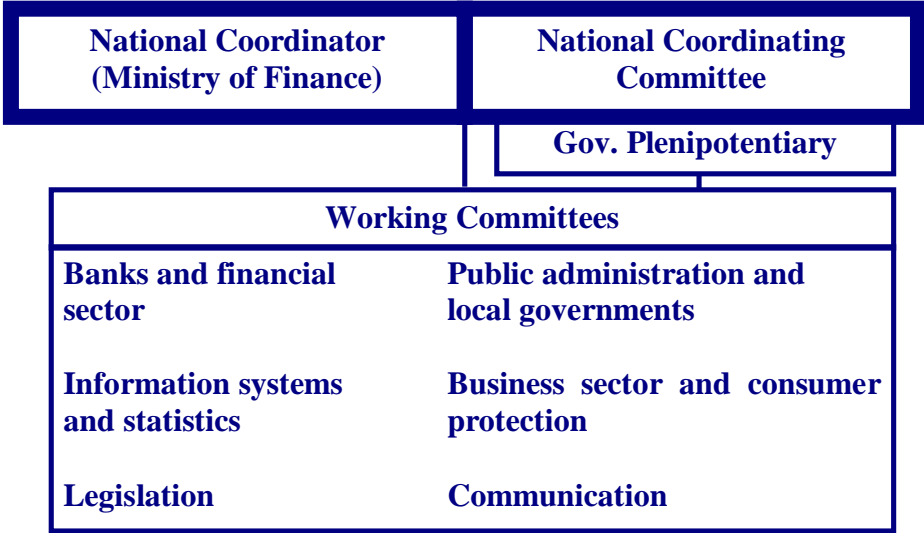 National Coordinator
(Ministry of Finance)
National Coordinating
Committee
Gov. Plenipotentiary
Working Committees
Banks and financial
sector
Public administration and
local governments
Information systems
and statistics
Business sector and consumer
protection
Legislation
Communication